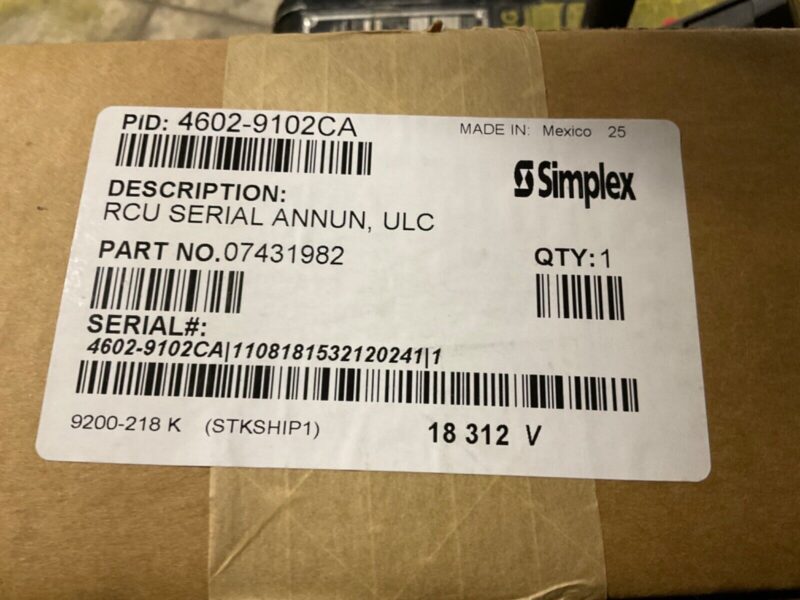 PID: 4602-9102CA
MADE IN: Mexico 25
Simplex
DESCRIPTION:
RCU SERIAL ANNUN, ULC
PART NO.07431982
QTY:1
SERIAL#:
4602-9102CA|1108181532120241|1
9200-218 K (STKSHIP1)
18 312 V